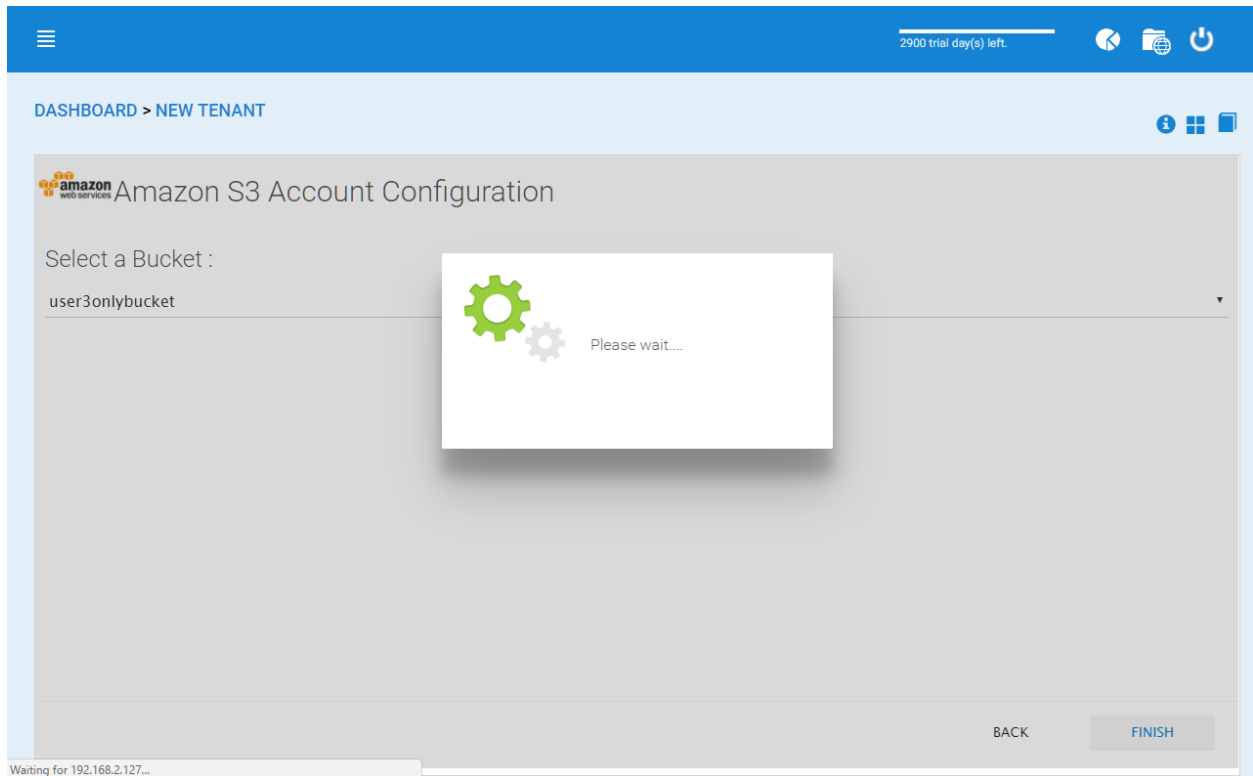 2900 trial day(s) left.
DASHBOARD > NEW TENANT
amazon
web services
Amazon S3 Account Configuration
Select a Bucket :
user3onlybucket
Please wait....
BACK
FINISH
Waiting for 192.168.2.127...